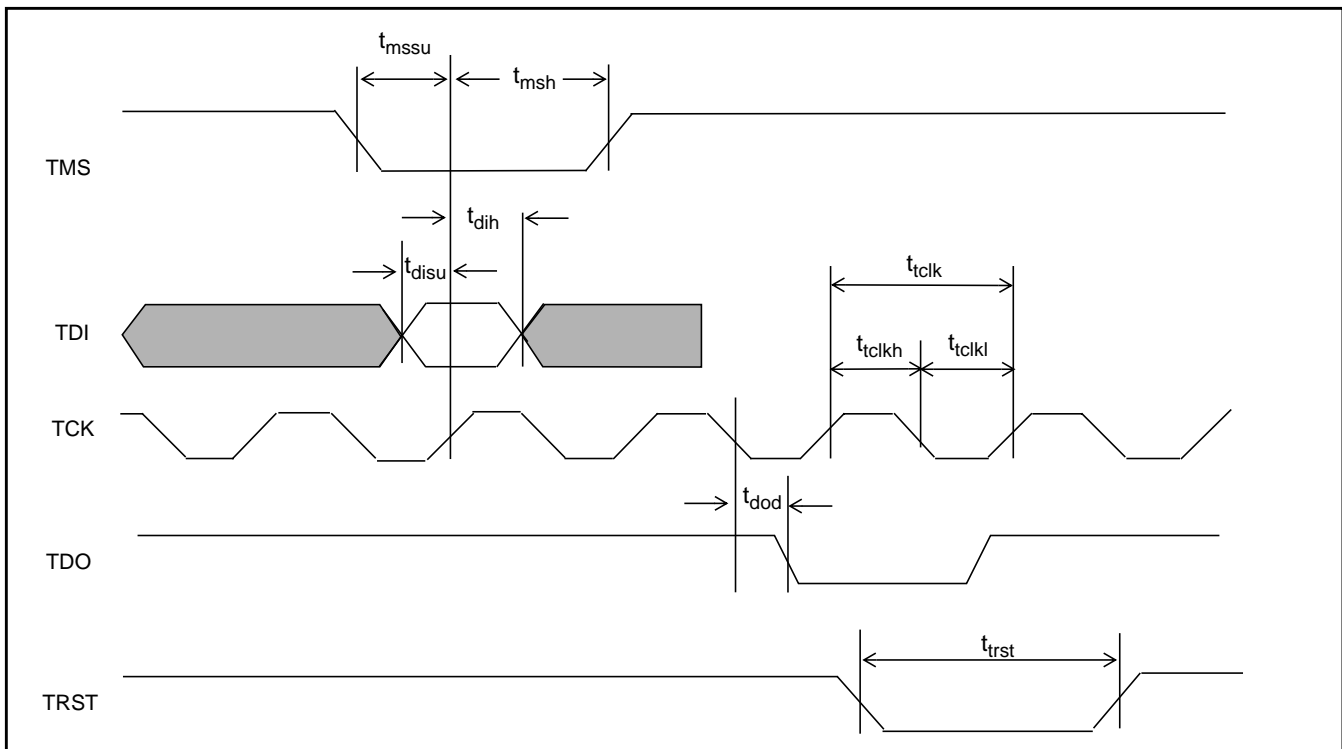 tmssu
tmsh
TMS
tdih
tdisu
ttclk
TDI
ttclkh
ttclkl
TCK
tdod
TDO
ttrst
TRST